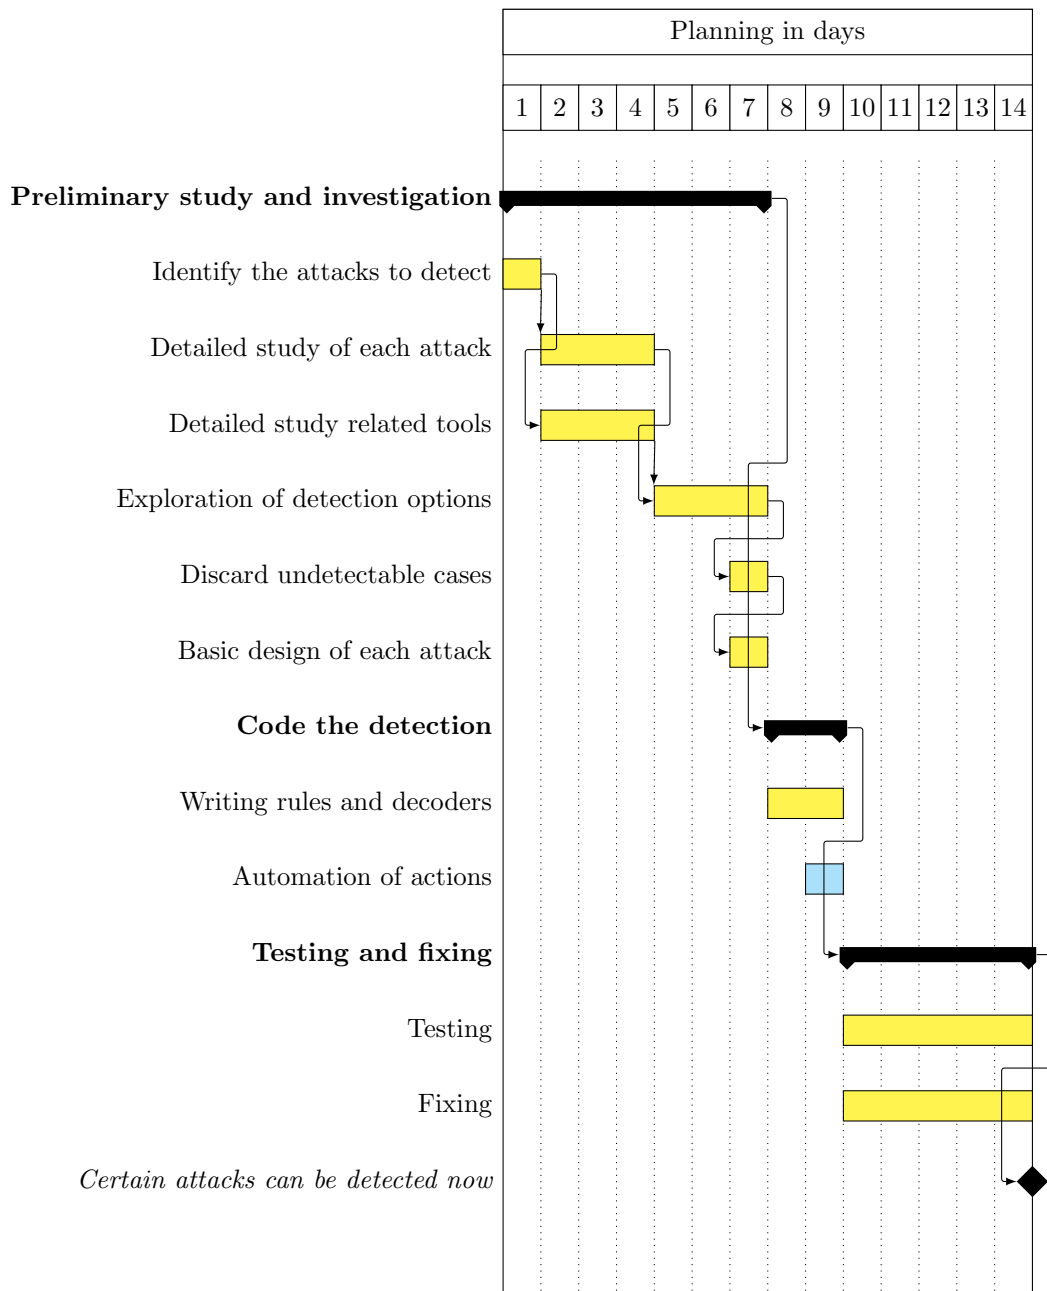 Planning in days
1 2 3 4 5 6 7 8 9 10 11 12 13 14
Preliminary study and investigation
Identify the attacks to detect
Detailed study of each attack
Detailed study related tools
Exploration of detection options
Discard undetectable cases
Basic design of each attack
Code the detection
Writing rules and decoders
Automation of actions
Testing and fixing
Testing
Fixing
Certain attacks can be detected now